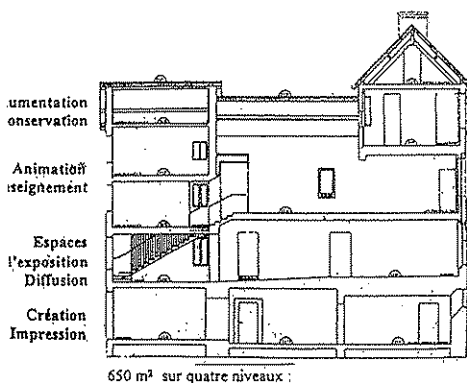 umentation
onservation
Animation
nseignement
Espaces
l'exposition
Diffusion
Création
Impression
650 m² sur quatre niveaux :